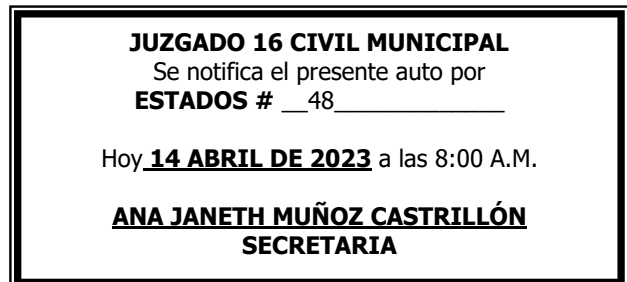 JUZGADO 16 CIVIL MUNICIPAL
Se notifica el presente auto por
ESTADOS # __48_____________
Hoy 14 ABRIL DE 2023 a las 8:00 A.M.
ANA JANETH MUÑOZ CASTRILLÓN
SECRETARIA